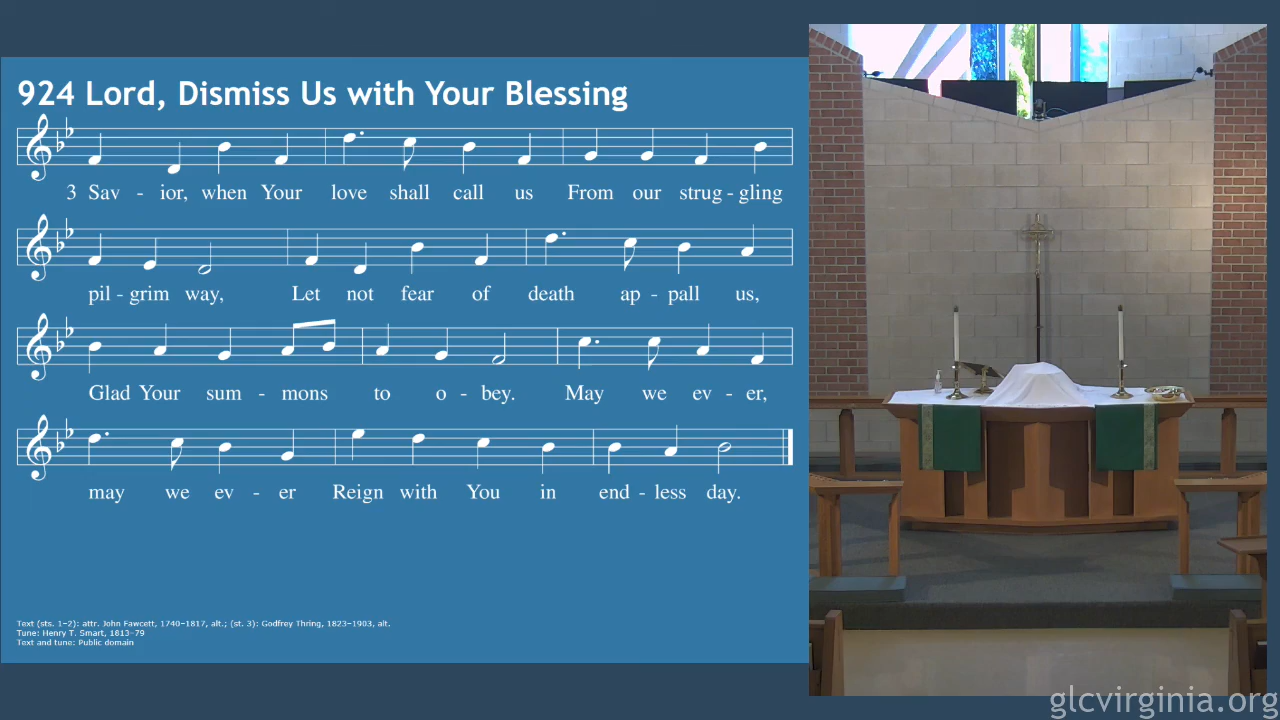 924 Lord, Dismiss Us with Your Blessing
3 Sav - ior, when Your love shall call us From our strug - gling
pil - grim way, Let not fear of death ap - pall us,
Glad Your sum - mons to o - bey. May we ev - er,
may we ev - er Reign with You in end - less day.
Text (sts. 1–2): attr. John Fawcett, 1740–1817, alt.; (st. 3): Godfrey Thring, 1823–1903, alt.
Tune: Henry T. Smart, 1813–79
Text and tune: Public domain
glcvirginia.org